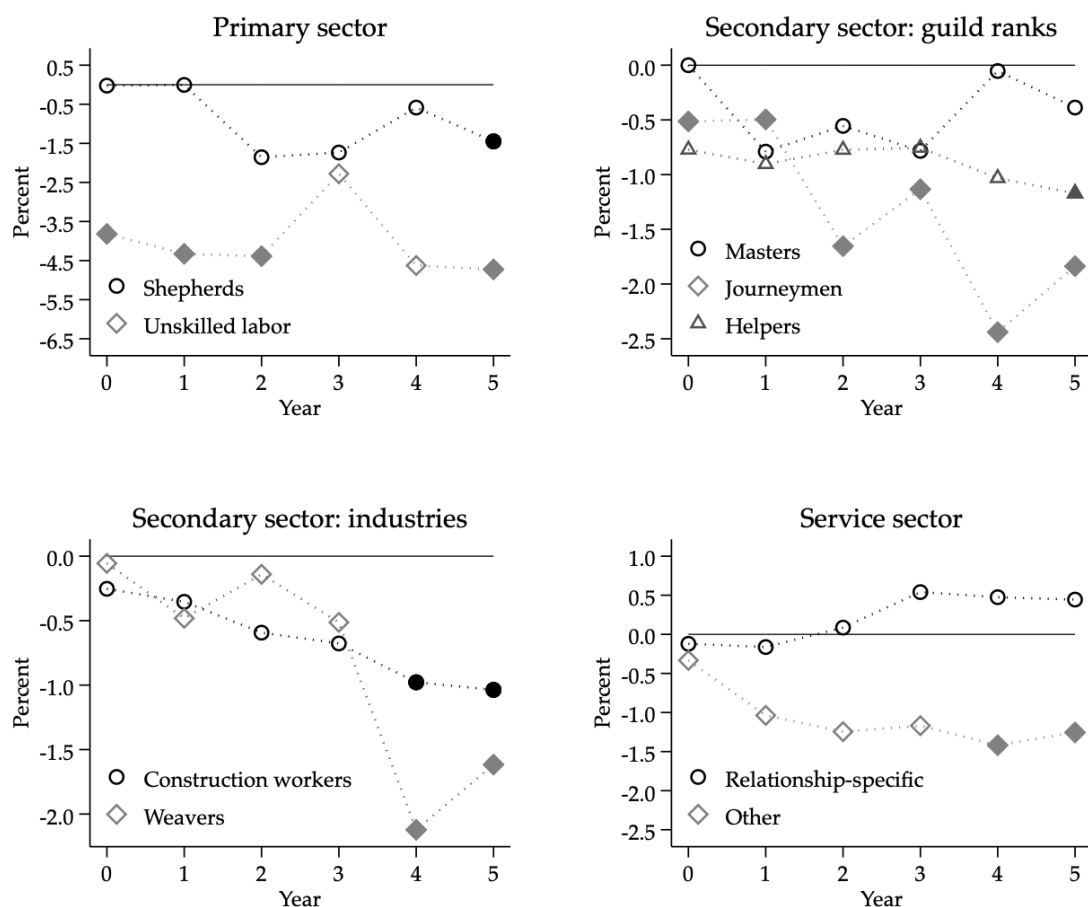 Primary sector
Percent
0.5
-0.5
-1.5
-2.5
-3.5
-4.5
-5.5
-6.5
Shepherds
Unskilled labor
0 1 2 3 4 5
Year
Secondary sector: guild ranks
Percent
0.0
-0.5
-1.0
-1.5
-2.0
-2.5
Masters
Journeymen
Helpers
0 1 2 3 4 5
Year
Secondary sector: industries
Percent
0.0
-0.5
-1.0
-1.5
-2.0
Construction workers
Weavers
0 1 2 3 4 5
Year
Service sector
Percent
1.0
0.5
0.0
-0.5
-1.0
-1.5
-2.0
-2.5
Relationship-specific
Other
0 1 2 3 4 5
Year